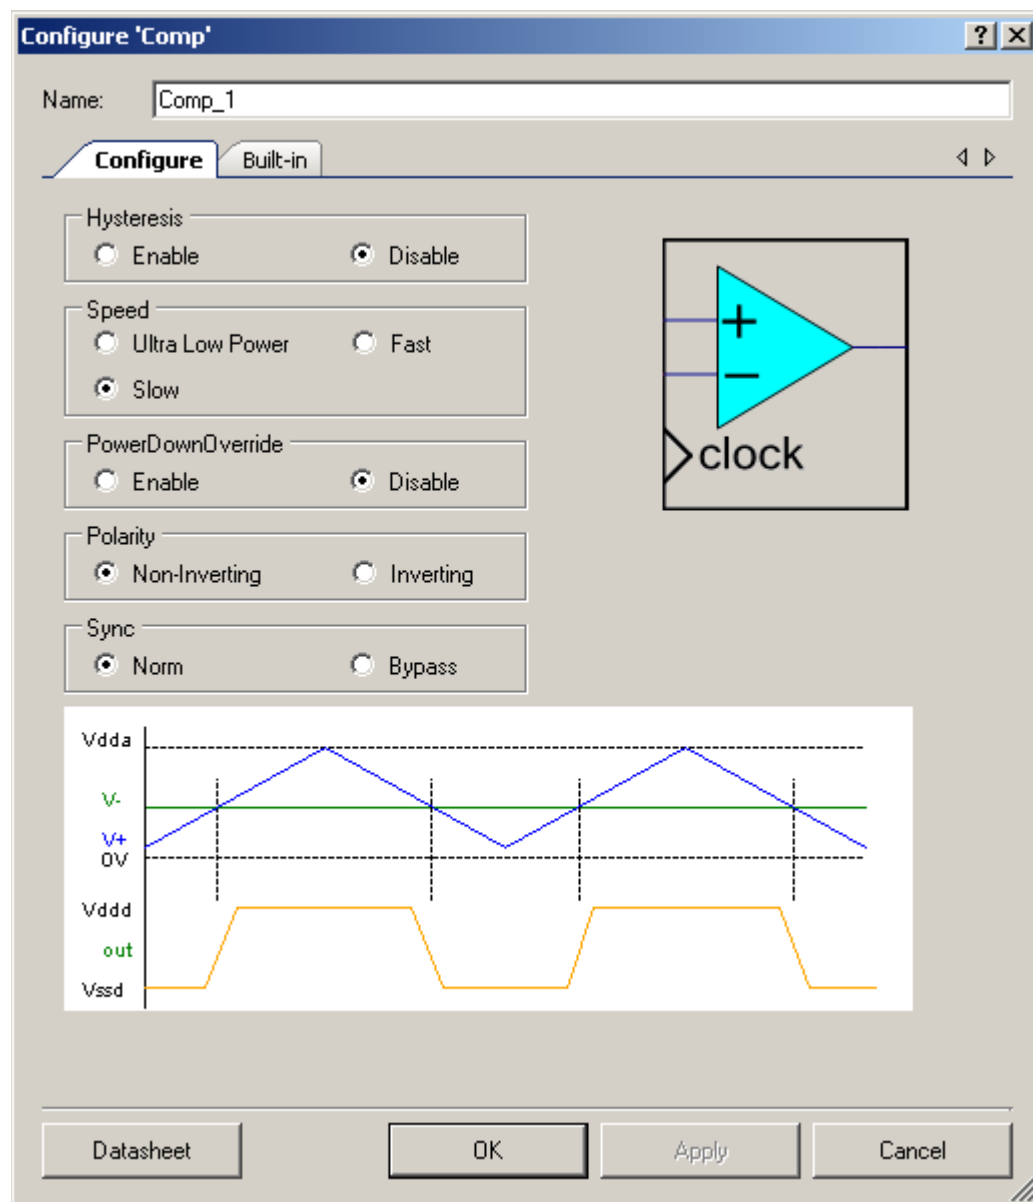 Configure 'Comp'
Name: Comp_1
Configure Built-in
Hysteresis
Enable Disable
Speed
Ultra Low Power Fast
Slow
PowerDownOverride
Enable Disable
Polarity
Non-Inverting Inverting
Sync
Norm Bypass
+
−
clock
Vdda
V-
V+
0V
Vddd
out
Vssd
Datasheet OK Apply Cancel